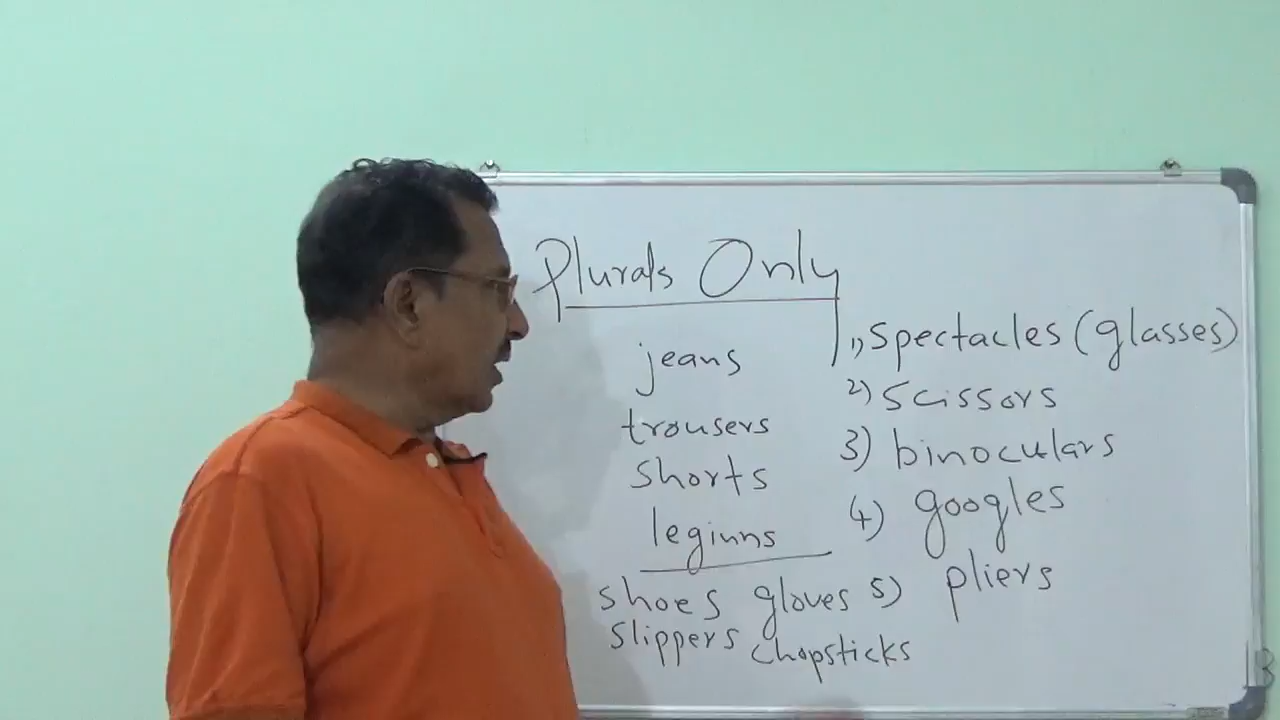 Plurals Only
jeans
trousers
shorts
leginns
shoes gloves
slippers chopsticks
1) spectacles (glasses)
2) scissors
3) binoculars
4) googles
5) pliers
3